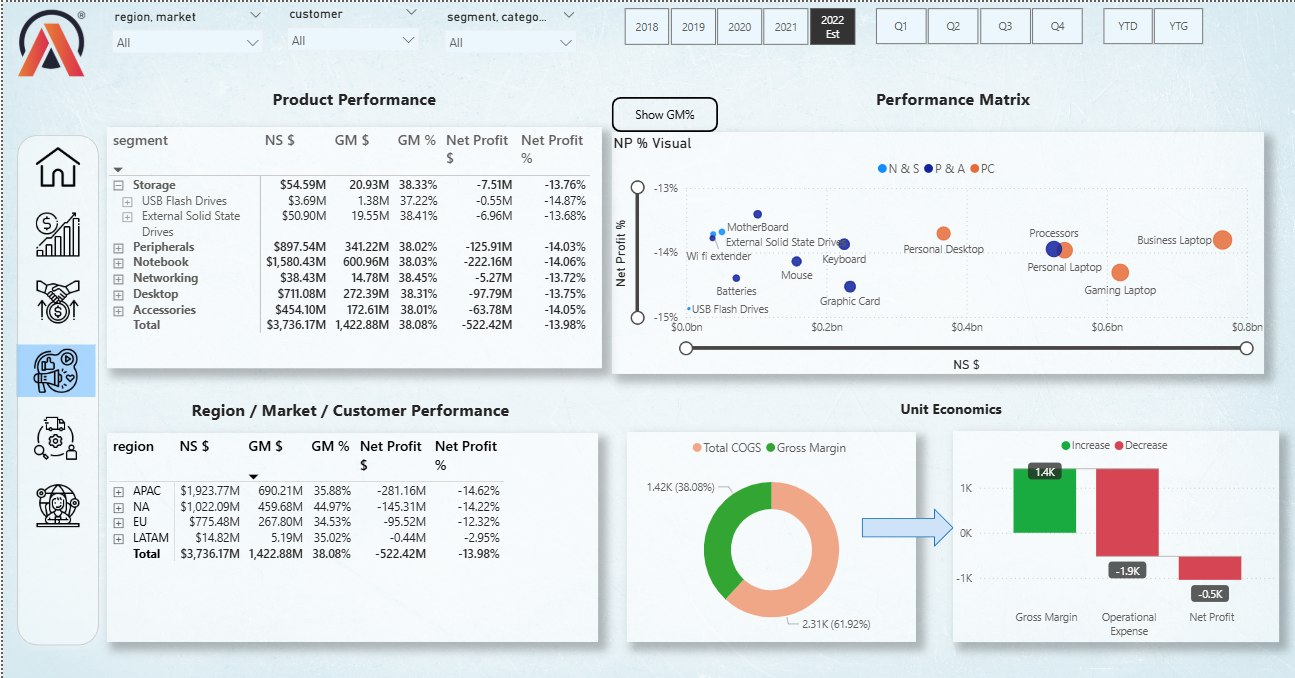 ®
region, market
customer
segment, catego...
All
All
All
2018
2019
2020
2021
2022
Est
Q1
Q2
Q3
Q4
YTD
YTG
Product Performance
segment NS $ GM $ GM % Net Profit $ Net Profit %
Storage $54.59M 20.93M 38.33% -7.51M -13.76%
USB Flash Drives $3.69M 1.38M 37.22% -0.55M -14.87%
External Solid State Drives $50.90M 19.55M 38.41% -6.96M -13.68%
Peripherals $897.54M 341.22M 38.02% -125.91M -14.03%
Notebook $1,580.43M 600.96M 38.03% -222.16M -14.06%
Networking $38.43M 14.78M 38.45% -5.27M -13.72%
Desktop $711.08M 272.39M 38.31% -97.79M -13.75%
Accessories $454.10M 172.61M 38.01% -63.78M -14.05%
Total $3,736.17M 1,422.88M 38.08% -522.42M -13.98%
Performance Matrix
Show GM%
NP % Visual
N & S P & A PC
Net Profit %
-13%
-14%
-15%
MotherBoard
External Solid State Drives
Wi fi extender
Batteries
USB Flash Drives
Mouse
Keyboard
Graphic Card
Personal Desktop
Processors
Personal Laptop
Gaming Laptop
Business Laptop
$0.0bn
$0.2bn
$0.4bn
$0.6bn
$0.8bn
NS $
Region / Market / Customer Performance
region NS $ GM $ GM % Net Profit $ Net Profit %
APAC $1,923.77M 690.21M 35.88% -281.16M -14.62%
NA $1,022.09M 459.68M 44.97% -145.31M -14.22%
EU $775.48M 267.80M 34.53% -95.52M -12.32%
LATAM $14.82M 5.19M 35.02% -0.44M -2.95%
Total $3,736.17M 1,422.88M 38.08% -522.42M -13.98%
Unit Economics
Total COGS Gross Margin
1.42K (38.08%)
2.31K (61.92%)
Increase Decrease
1K
0K
-1K
1.4K
-1.9K
-0.5K
Gross Margin
Operational
Expense
Net Profit